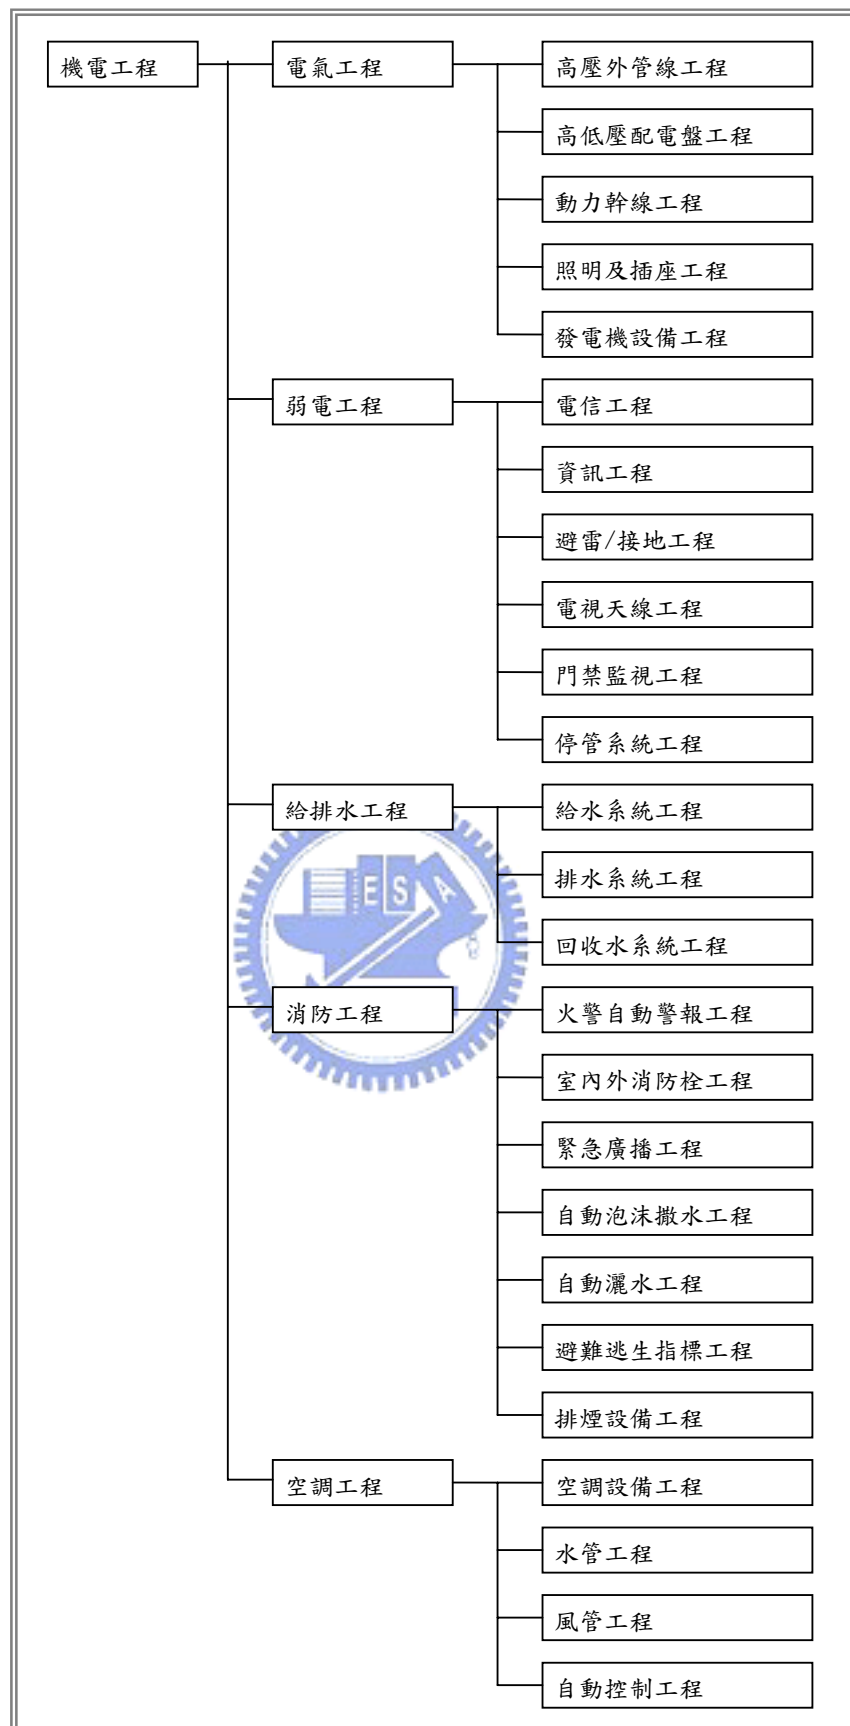 機電工程
電氣工程
高壓外管線工程
高低壓配電盤工程
動力幹線工程
照明及插座工程
發電機設備工程
弱電工程
電信工程
資訊工程
避雷/接地工程
電視天線工程
門禁監視工程
停管系統工程
給排水工程
給水系統工程
排水系統工程
回收水系統工程
ESA
消防工程
火警自動警報工程
室內外消防栓工程
緊急廣播工程
自動泡沫撒水工程
自動灑水工程
避難逃生指標工程
排煙設備工程
空調工程
空調設備工程
水管工程
風管工程
自動控制工程